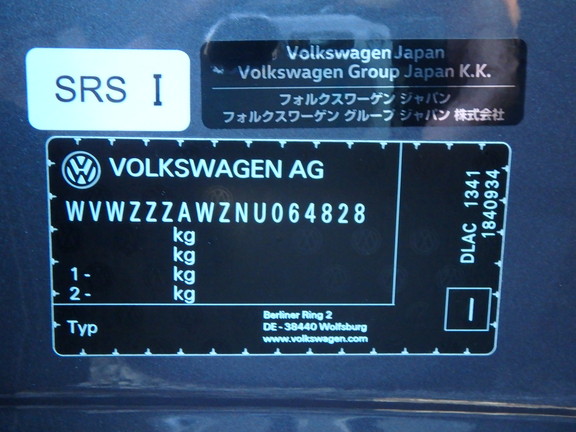 SRS I
Volkswagen Japan
Volkswagen Group Japan K.K.
フォルクスワーゲン ジャパン
フォルクスワーゲン グループ ジャパン 株式会社
VOLKSWAGEN AG
WVWZZZAWZNU064828
kg
kg
1 - kg
2 - kg
Typ
Berliner Ring 2
DE - 38440 Wolfsburg
www.volkswagen.com
DLAC 1341
1840934
I